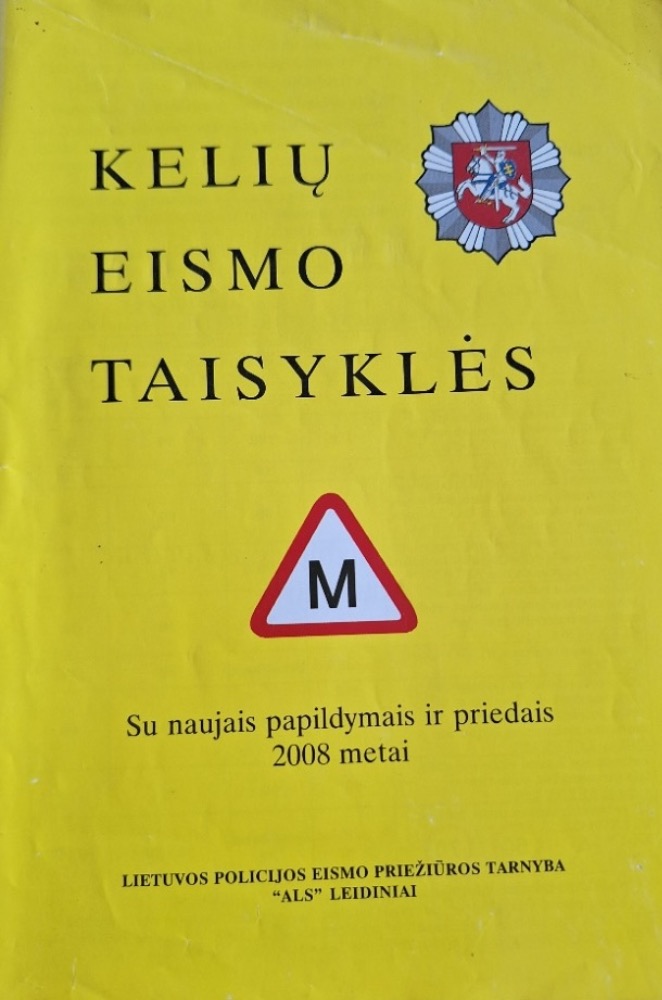 KELIŲ
EISMO
TAISYKLĖS
M
Su naujais papildymais ir priedais
2008 metai
LIETUVOS POLICIJOS EISMO PRIEŽIŪROS TARNYBA
“ALS” LEIDINIAI